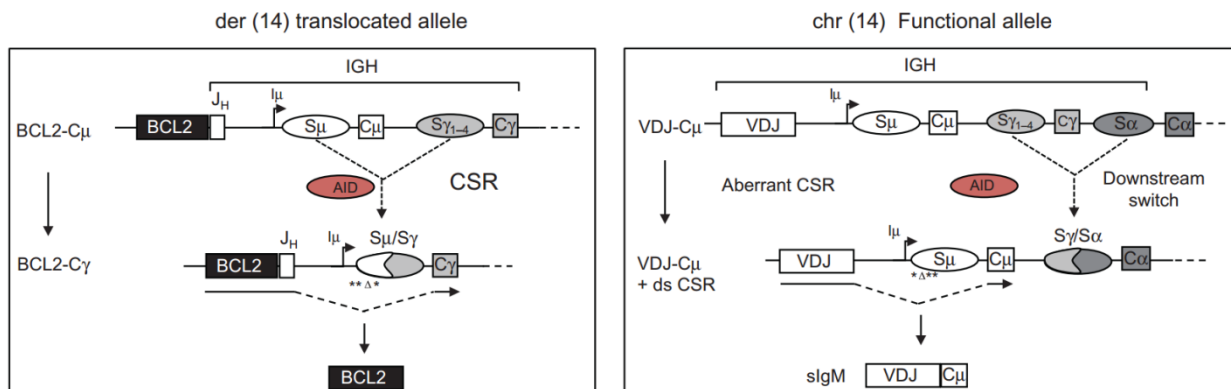 der (14) translocated allele
IGH
BCL2-Cμ
BCL2
J_H
Iμ
Sμ
Cμ
Sγ1–4
Cγ
AID
CSR
BCL2-Cγ
BCL2
J_H
Iμ
Sμ/Sγ
Cγ
**Δ*
BCL2
chr (14) Functional allele
IGH
VDJ-Cμ
VDJ
Iμ
Sμ
Cμ
Sγ1–4
Cγ
Sα
Cα
Aberrant CSR
AID
Downstream
switch
VDJ-Cμ
+ ds CSR
VDJ
Iμ
Sμ
*Δ**
Cμ
Sγ/Sα
Cα
sIgM
VDJ
Cμ